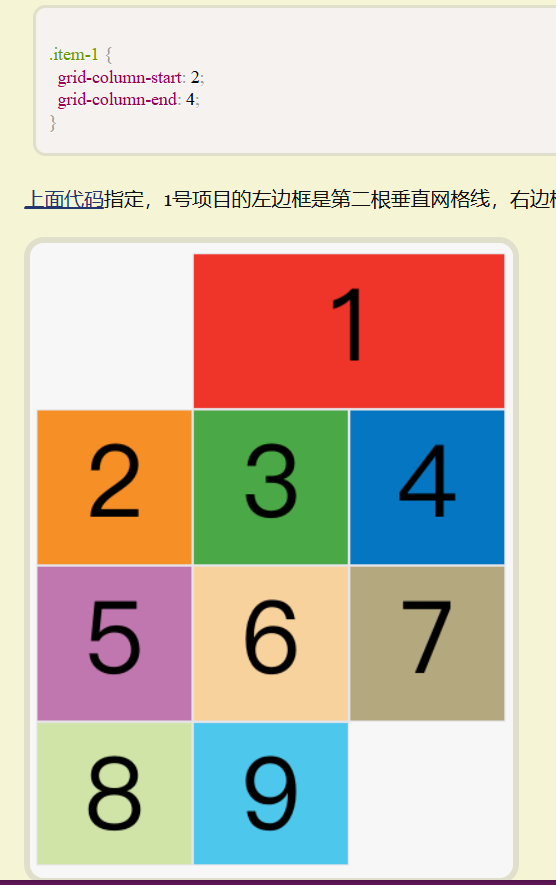 .item-1 {
grid-column-start: 2;
grid-column-end: 4;
}
上面代码指定，1号项目的左边框是第二根垂直网格线，右边
1
2 3 4
5 6 7
8 9